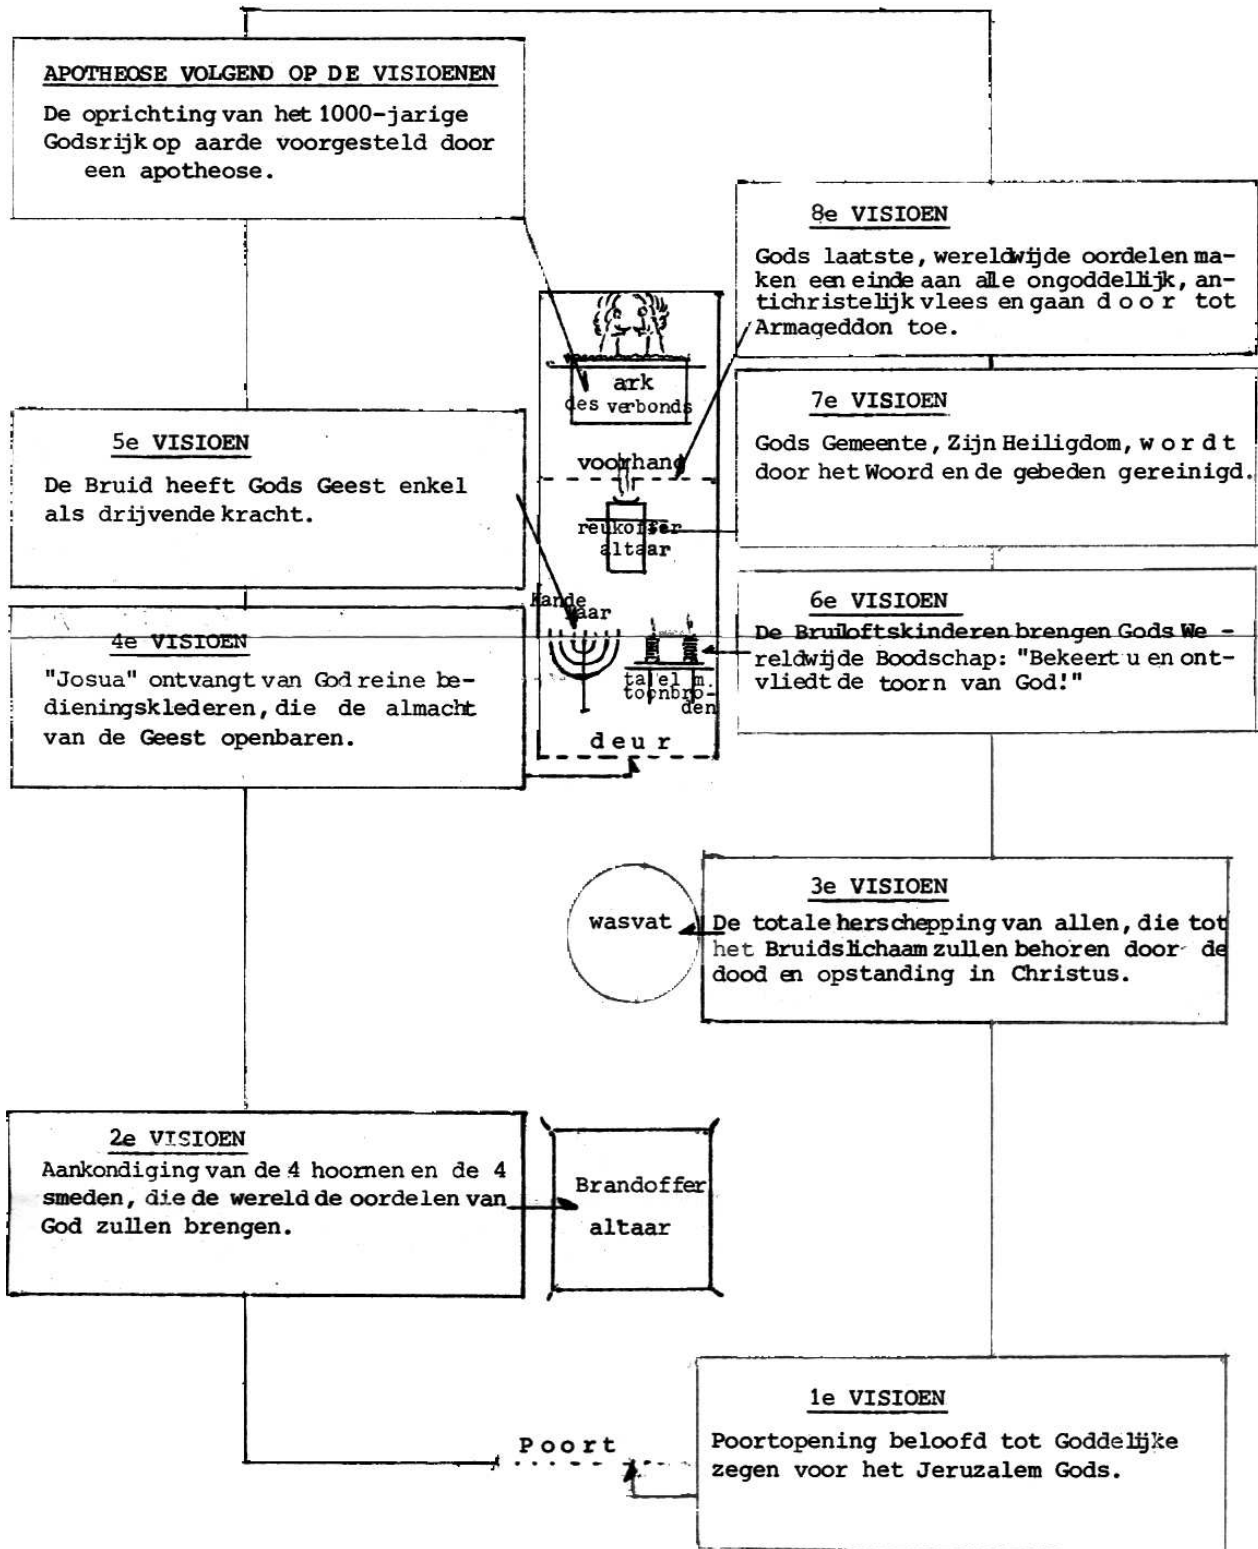 APOTHEOSE VOLGEND OP DE VISIOENEN
De oprichting van het 1000-jarige
Godsrijk op aarde voorgesteld door
een apotheose.
8e VISIOEN
Gods laatste, wereldwijde oordelen ma-
ken een einde aan alle ongoddellijk, an-
tichristelijk vlees en gaan d o o r tot
Armageddon toe.
ark
des verbonds
7e VISIOEN
Gods Gemeente, Zijn Heiligdom, w o r d t
door het Woord en de gebeden gereinigd.
5e VISIOEN
De Bruid heeft Gods Geest enkel
als drijvende kracht.
voorhang
reukoffer
altaar
6e VISIOEN
De Bruiloftskinderen brengen Gods We -
reldwijde Boodschap: "Bekeert u en ont-
vliedt de toorn van God!"
Kande
laar
4e VISIOEN
"Josua" ontvangt van God reine be-
dieningsklederen, die de almacht
van de Geest openbaren.
tafel m.
toonbro-
den
d e u r
3e VISIOEN
De totale herschepping van allen, die tot
het Bruidslichaam zullen behoren door de
dood en opstanding in Christus.
wasvat
2e VISIOEN
Aankondiging van de 4 hoornen en de 4
smeden, die de wereld de oordelen van
God zullen brengen.
Brandoffer
altaar
1e VISIOEN
Poortopening beloofd tot Goddelijke
zegen voor het Jeruzalem Gods.
P o o r t